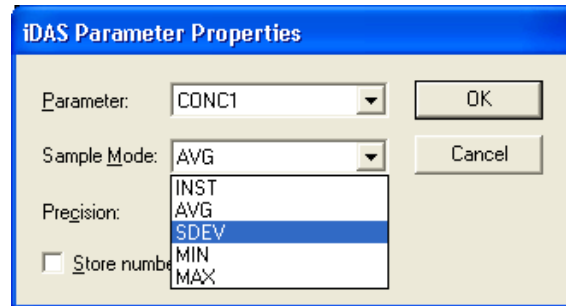 iDAS Parameter Properties
Parameter: CONC1 OK
Sample Mode: AVG Cancel
INST
Precision: AVG
SDEV
Store numbe MIN
MAX